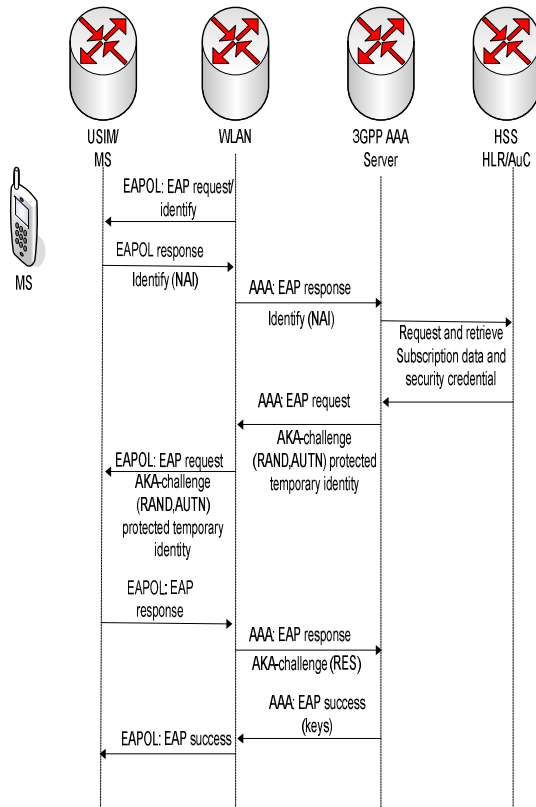 USIM/
MS
WLAN
3GPP AAA
Server
HSS
HLR/AuC
MS
EAPOL: EAP request/
identify
EAPOL response
Identify (NAI)
AAA: EAP response
Identify (NAI)
Request and retrieve
Subscription data and
security credential
AAA: EAP request
AKA-challenge
(RAND,AUTN) protected
temporary identity
EAPOL: EAP request
AKA-challenge
(RAND,AUTN)
protected temporary
identity
EAPOL: EAP
response
AAA: EAP response
AKA-challenge (RES)
AAA: EAP success
(keys)
EAPOL: EAP success